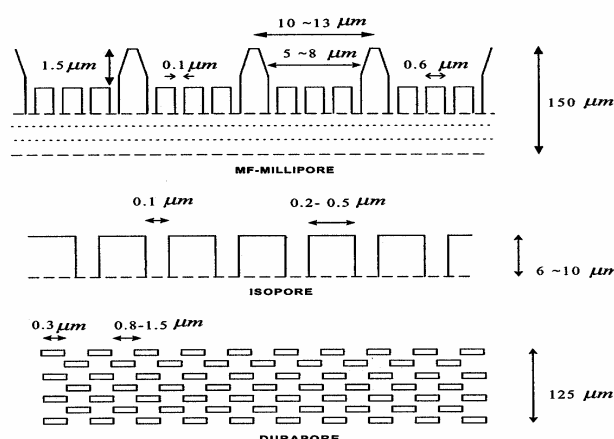 10 ~13 μm
1.5 μm
0.1 μm
5 ~8 μm
0.6 μm
150 μm
MF-MILLIPORE
0.1 μm
0.2- 0.5 μm
6 ~10 μm
ISOPORE
0.3 μm
0.8-1.5 μm
125 μm
DURAPORE